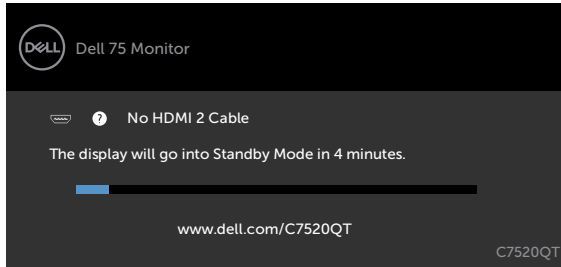 DELL Dell 75 Monitor
? No HDMI 2 Cable
The display will go into Standby Mode in 4 minutes.
www.dell.com/C7520QT
C7520QT